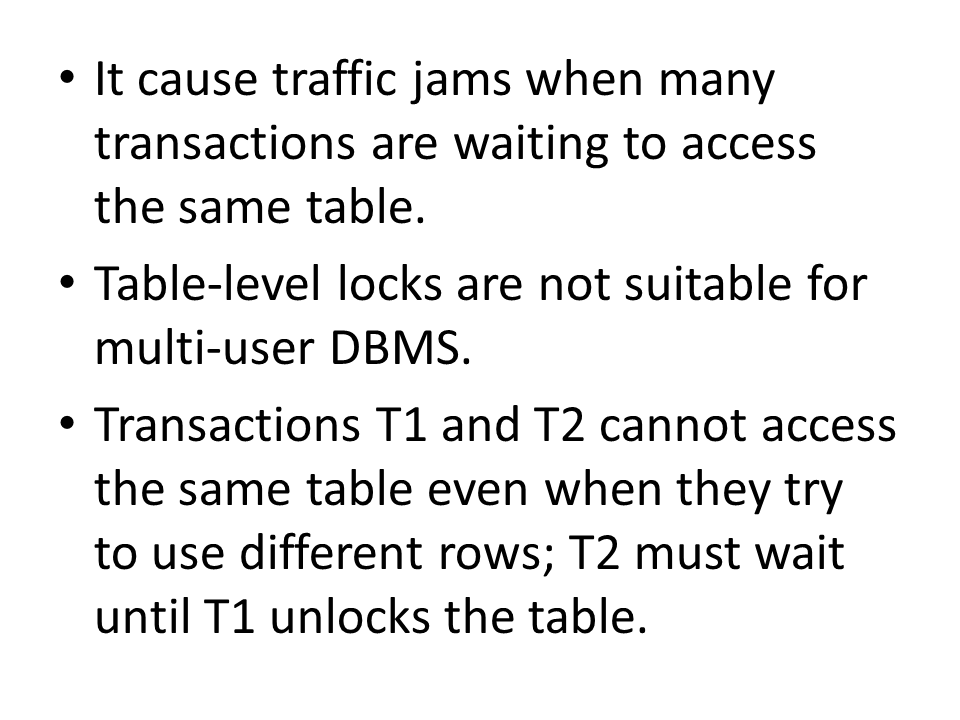 • It cause traffic jams when many
transactions are waiting to access
the same table.
• Table-level locks are not suitable for
multi-user DBMS.
• Transactions T1 and T2 cannot access
the same table even when they try
to use different rows; T2 must wait
until T1 unlocks the table.